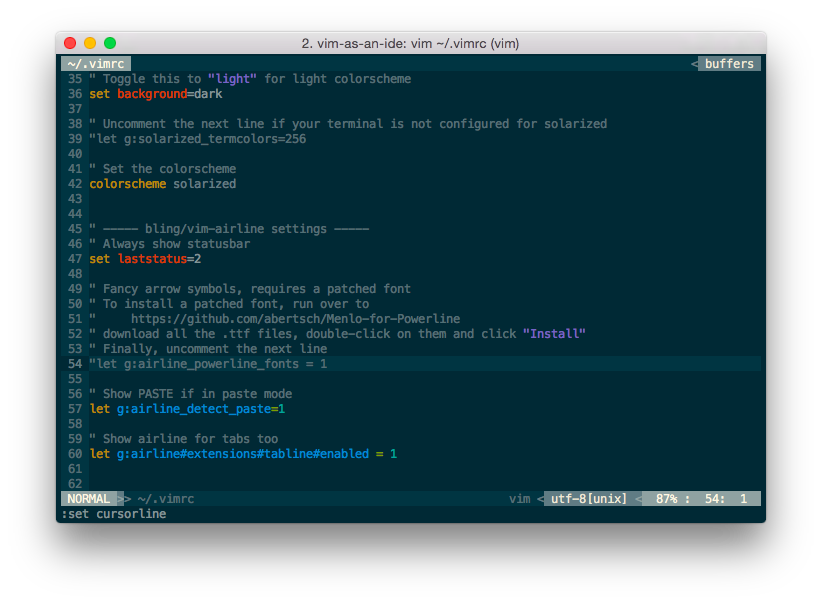 2. vim-as-an-ide: vim ~/.vimrc (vim)
~/.vimrc < buffers
35 " Toggle this to "light" for light colorscheme
36 set background=dark
37
38 " Uncomment the next line if your terminal is not configured for solarized
39 "let g:solarized_termcolors=256
40
41 " Set the colorscheme
42 colorscheme solarized
43
44
45 " ----- bling/vim-airline settings -----
46 " Always show statusbar
47 set laststatus=2
48
49 " Fancy arrow symbols, requires a patched font
50 " To install a patched font, run over to
51 "     https://github.com/abertsch/Menlo-for-Powerline
52 " download all the .ttf files, double-click on them and click "Install"
53 " Finally, uncomment the next line
54 "let g:airline_powerline_fonts = 1
55
56 " Show PASTE if in paste mode
57 let g:airline_detect_paste=1
58
59 " Show airline for tabs too
60 let g:airline#extensions#tabline#enabled = 1
61
62
NORMAL >> ~/.vimrc vim < utf-8[unix] < 87% : 54: 1
:set cursorline